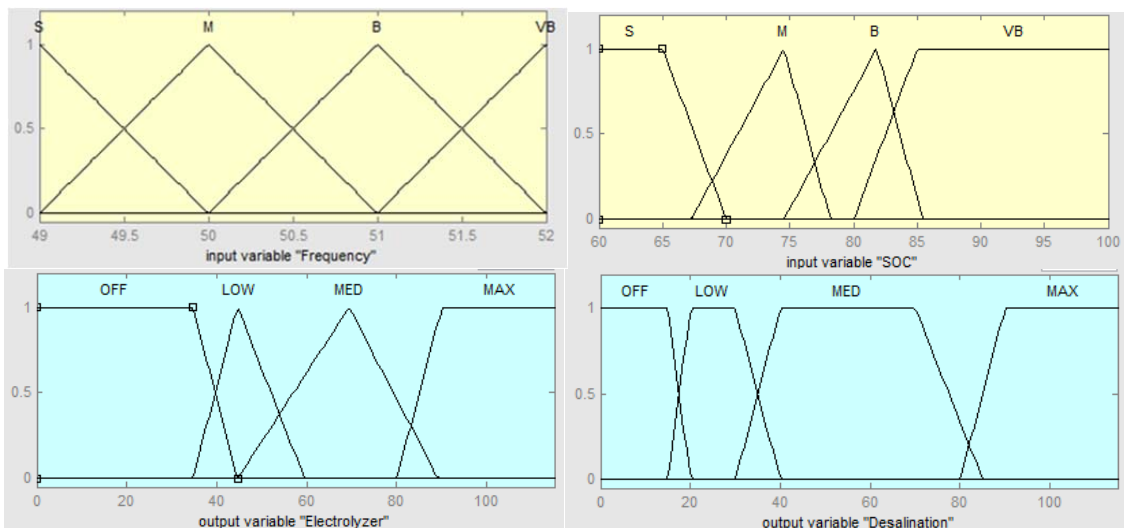 S M B VB
1
0.5
0
49 49.5 50 50.5 51 51.5 52
input variable "Frequency"
S M B VB
1
0.5
0
60 65 70 75 80 85 90 95 100
input variable "SOC"
OFF LOW MED MAX
1
0.5
0
0 20 40 60 80 100
output variable "Electrolyzer"
OFF LOW MED MAX
1
0.5
0
0 20 40 60 80 100
output variable "Desalination"